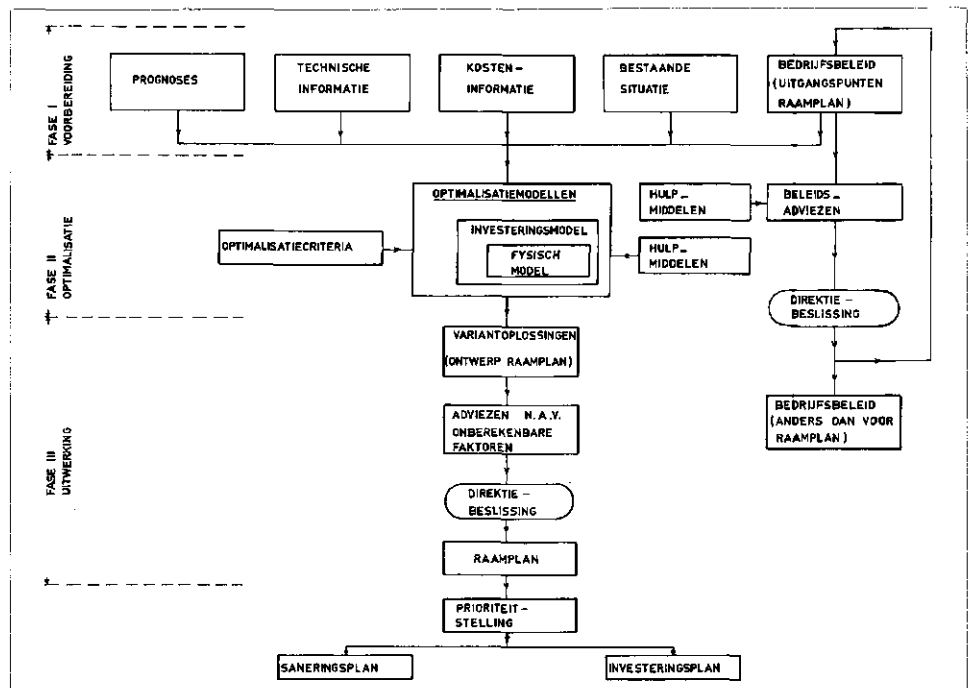 FASE I
VOORBEREIDING
PROGNOSES
TECHNISCHE
INFORMATIE
KOSTEN-
INFORMATIE
BESTAANDE
SITUATIE
BEDRIJFSBELEID
(UITGANGSPUNTEN
RAAMPLAN)
FASE II
OPTIMALISATIE
OPTIMALISATIECRITERIA
OPTIMALISATIEMODELLEN
INVESTERINGSMODEL
FYSISCH
MODEL
HULP-
MIDDELEN
HULP-
MIDDELEN
BELEIDS-
ADVIEZEN
DIREKTIE-
BESLISSING
BEDRIJFSBELEID
(ANDERS DAN VOOR
RAAMPLAN)
FASE III
UITWERKING
VARIANTOPLOSSINGEN
(ONTWERP RAAMPLAN)
ADVIEZEN N.A.V.
ONBEREKENBARE
FAKTOREN
DIREKTIE-
BESLISSING
RAAMPLAN
PRIORITEIT-
STELLING
SANERINGSPLAN
INVESTERINGSPLAN